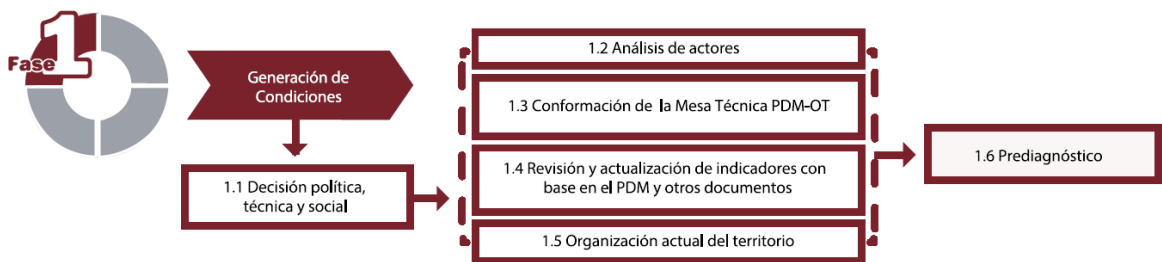 Fase 1
Generación de
Condiciones
1.1 Decisión política,
técnica y social
1.2 Análisis de actores
1.3 Conformación de la Mesa Técnica PDM-OT
1.4 Revisión y actualización de indicadores con
base en el PDM y otros documentos
1.5 Organización actual del territorio
1.6 Prediagnóstico